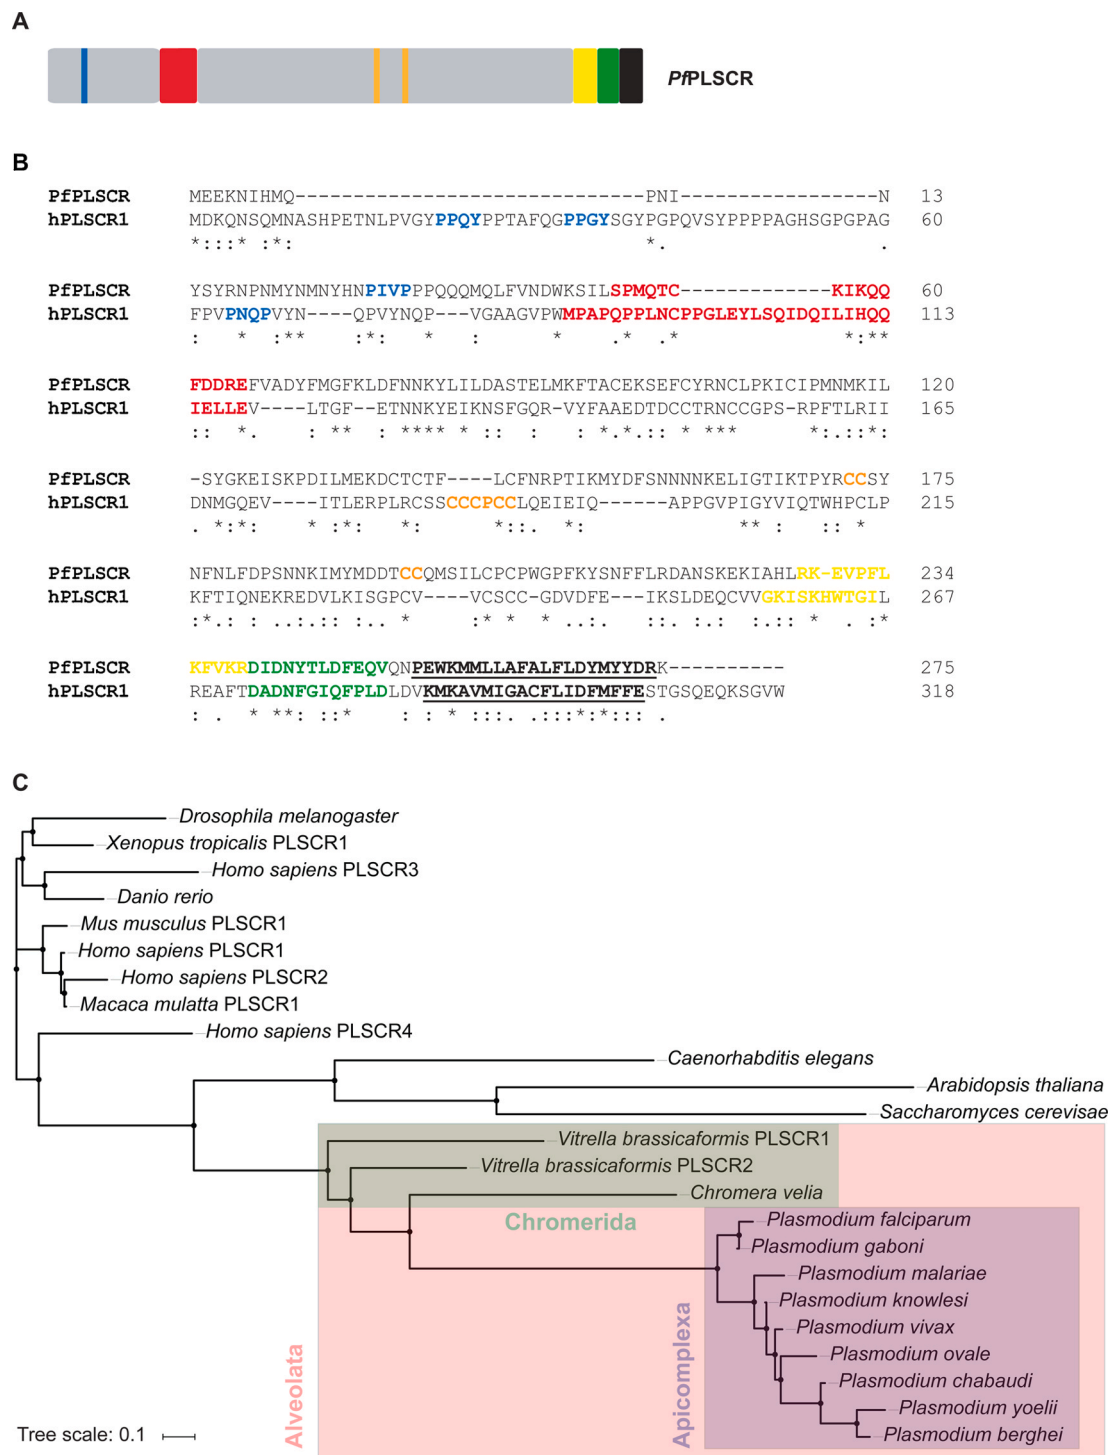 A
PfPLSCR
B
PfPLSCR MEEKNIHMQ------------------------------PNI-----------------N 13
hPLSCR1 MDKQNSQMNASHPETNLPVGYPPQYPPTAFQGPPGYSGYPGPQVSYPPPPAGHSGPGPAG 60
*:::* :*: *. .
PfPLSCR YSYRNPNMYNMNYHNPIVPPPQQQMQLFVNDWKSILSPMQTC-------------KIKQQ 60
hPLSCR1 FPVPNQPVYN----QPVYNQP-VGAAGVPWMPAPQPPLNCPPGLEYLSQIDQILIHQQ 113
: * :** :*: * . * . .* *:**
PfPLSCR FDDREFVADYFMGFKLDFNNKYLILDASTELMKFTACEKSEFCYRNCLPKICIPMNMKIL 120
hPLSCR1 IELLEV----LTGF--ETNNKYEIKNSFGQR-VYFAAEDTDCCTRNCCGPS-RPFTLRII 165
:: *. : ** : **** * :: : : *.*.:: * *** *:.::*:
PfPLSCR -SYGKEISKPDILMEKDCTCTF----LCFNRPTIKMYDFSNNNNKELIGTIKTPYRCCSY 175
hPLSCR1 DNMGQEV----ITLERPLRCSSCCCPCCLQEIEIQ------APPGVPIGYVIQTWHPCLP 215
. *:*: : *:*: *: *::. *: ** : :: *
PfPLSCR NFNLFDPSNNKIMYMDDTCCQMSILCPCPWGPFKYSNFFLRDANSKEKIAHLRK-EVPFL 234
hPLSCR1 KFTIQNEKREDVLKISGPCV----VCSCC-GDVDFE---IKSLDEQCVVGKISKHWTGIL 267
:*.: : ..:.:: :. * :* * * .:. ::. :.: : :: * . :*
PfPLSCR KFVKRDIDNYTLDFEQVQNPEWKMMLLAFALFLDYMYYDRK---------- 275
hPLSCR1 REAFTDADNFGIQFPLDLDVKMKAVMIGACFLIDFMFFESTGSQEQKSGVW 318
: . * **: ::* : : * :::. .:::*:::: .
C
Drosophila melanogaster
Xenopus tropicalis PLSCR1
Homo sapiens PLSCR3
Danio rerio
Mus musculus PLSCR1
Homo sapiens PLSCR1
Homo sapiens PLSCR2
Macaca mulatta PLSCR1
Homo sapiens PLSCR4
Caenorhabditis elegans
Arabidopsis thaliana
Saccharomyces cerevisae
Vitrella brassicaformis PLSCR1
Vitrella brassicaformis PLSCR2
Chromera velia
Chromerida
Plasmodium falciparum
Plasmodium gaboni
Plasmodium malariae
Plasmodium knowlesi
Plasmodium vivax
Plasmodium ovale
Plasmodium chabaudi
Plasmodium yoelii
Plasmodium berghei
Apicomplexa
Alveolata
Tree scale: 0.1